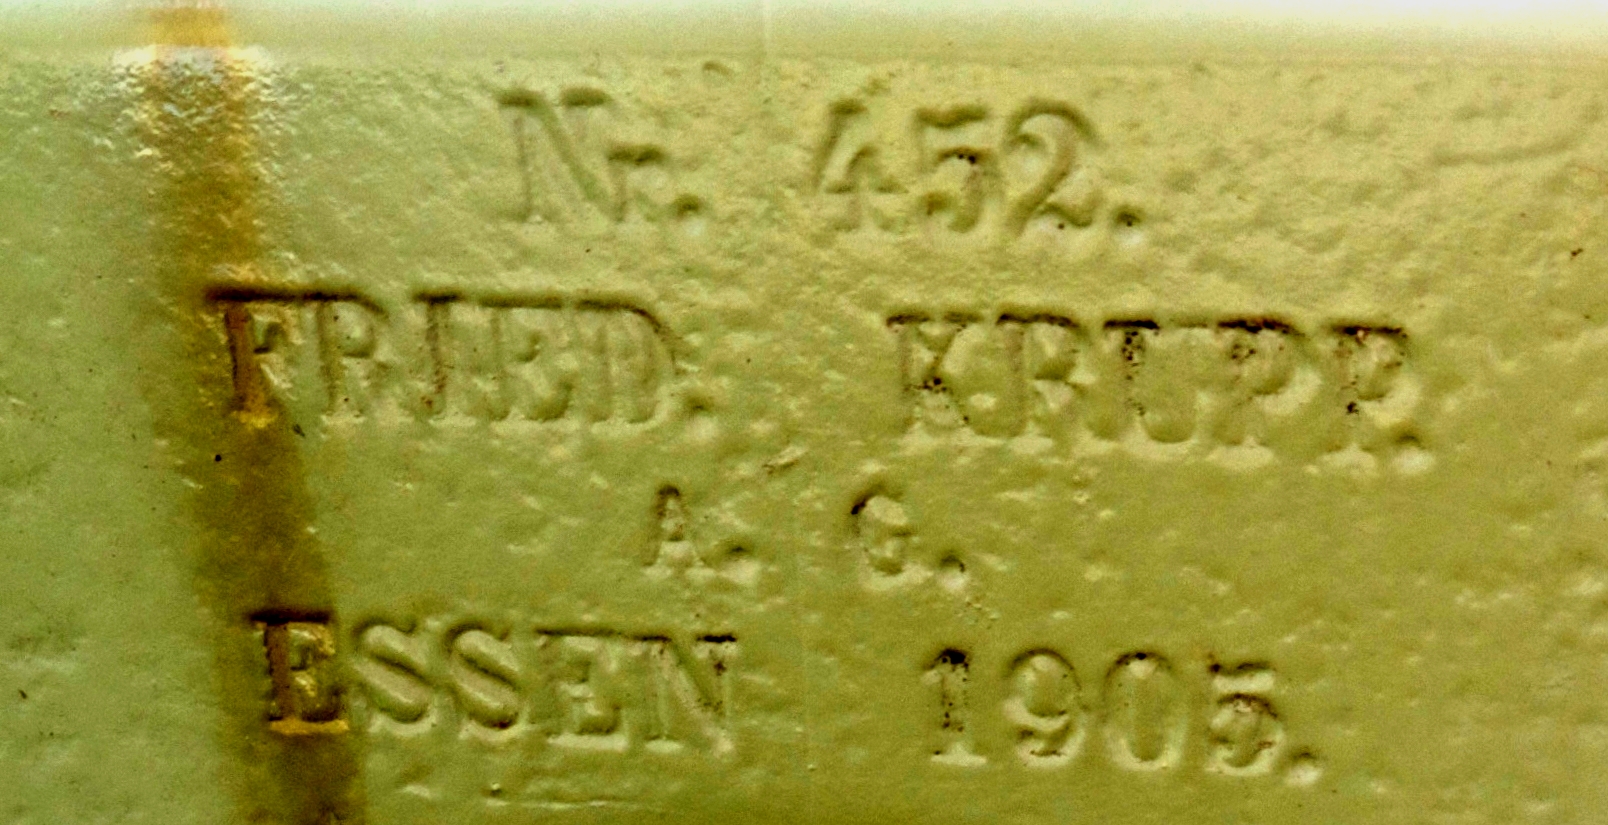 Nr. 452.
FRIED. KRUPP.
A. G.
ESSEN 1905.